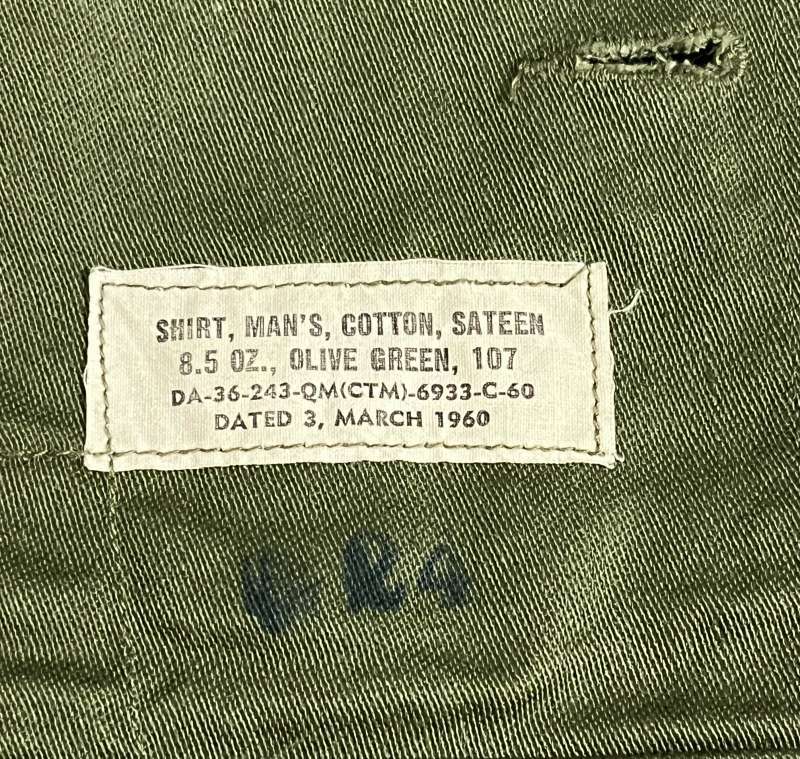 SHIRT, MAN'S, COTTON, SATEEN
8.5 OZ., OLIVE GREEN, 107
DA-36-243-QM(CTM)-6933-C-60
DATED 3, MARCH 1960